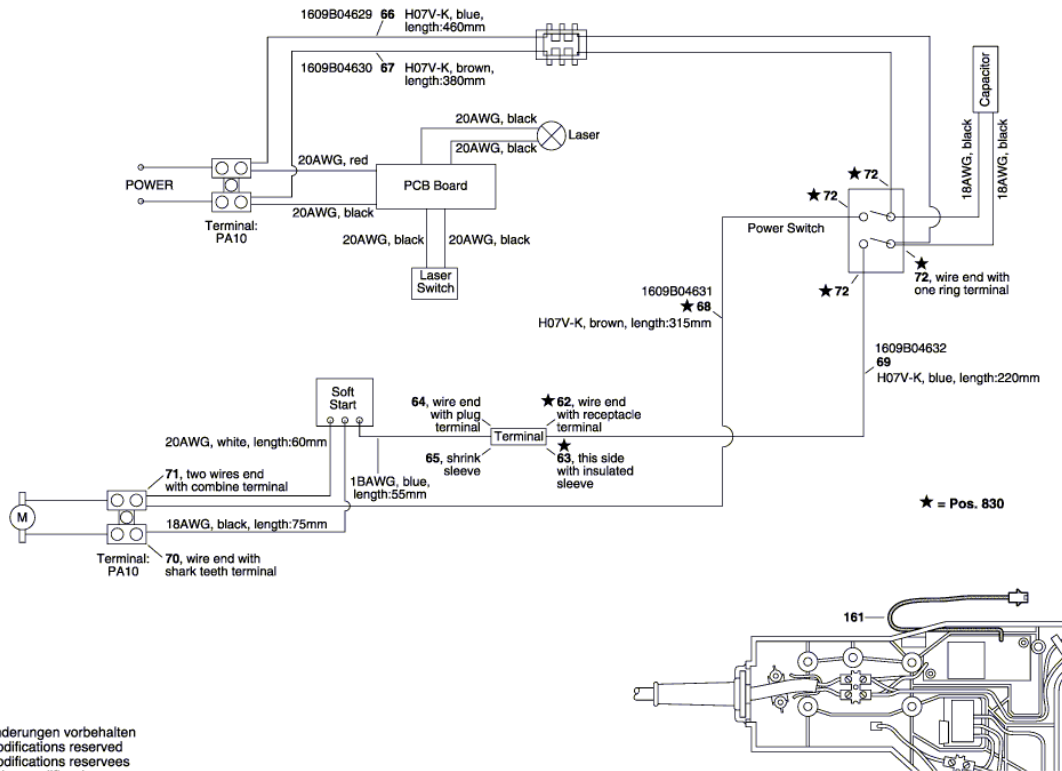 1609B04629 66 H07V-K, blue,
length:460mm
1609B04630 67 H07V-K, brown,
length:380mm
Capacitor
20AWG, black
Laser
20AWG, black
18AWG, black
18AWG, black
20AWG, red
POWER
PCB Board
★72
★72
20AWG, black
Terminal:
PA10
Power Switch
20AWG, black
20AWG, black
Laser
Switch
★
72, wire end with
one ring terminal
★72
1609B04631
★68
H07V-K, brown, length:315mm
1609B04632
69
H07V-K, blue, length:220mm
Soft
Start
64, wire end
with plug
terminal
★62, wire end
with receptacle
terminal
Terminal
20AWG, white, length:60mm
65, shrink
sleeve
★
63, this side
with insulated
sleeve
71, two wires end
with combine terminal
1BAWG, blue,
length:55mm
M
★ = Pos. 830
18AWG, black, length:75mm
Terminal:
PA10
70, wire end with
shark teeth terminal
161
nderungen vorbehalten
odifications reserved
odifications reservees